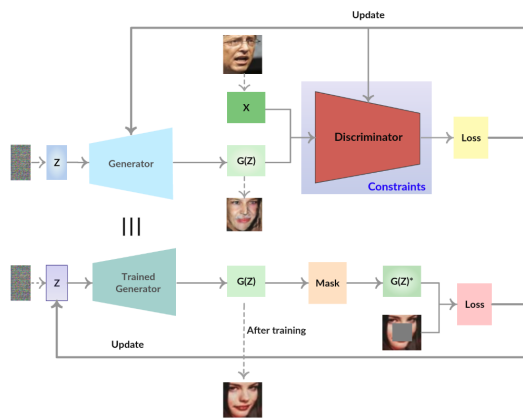 Update
X
Discriminator
Loss
Z
Generator
G(Z)
Constraints
Z
Trained
Generator
G(Z)
Mask
G(Z)*
Loss
After training
Update